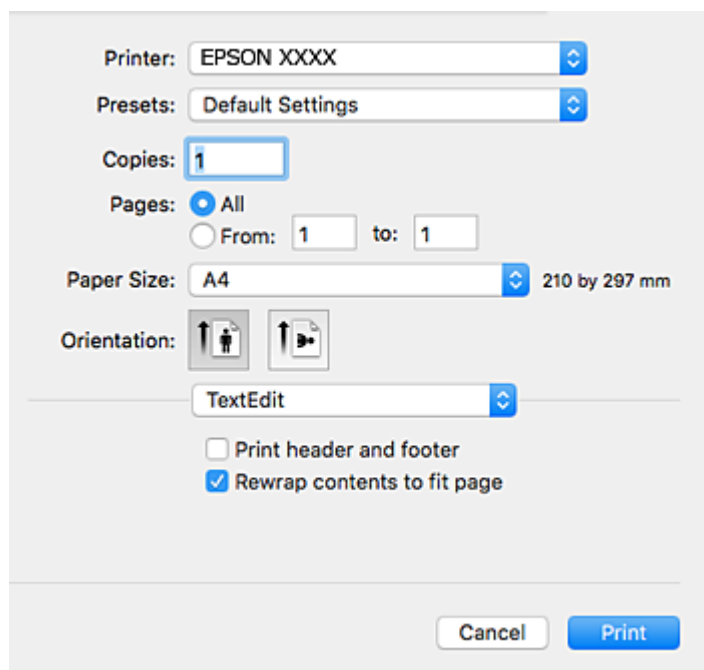 Printer: EPSON XXXX
Presets: Default Settings
Copies: 1
Pages: All
From: 1 to: 1
Paper Size: A4 210 by 297 mm
Orientation:
TextEdit
Print header and footer
Rewrap contents to fit page
Cancel Print